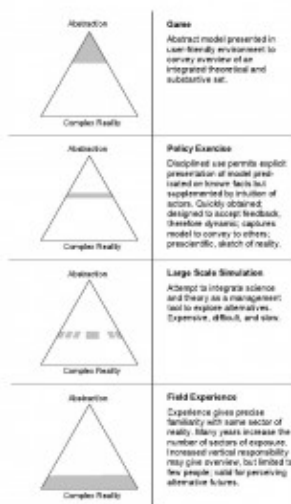 Abstraction
Complex Reality
Game
Abstract model presented in
user-friendly environment to
convey overview of an
integrated theoretical and
substantive set.
Abstraction
Complex Reality
Policy Exercise
Disciplined use permits explicit
presentation of model pred-
icated on known facts but
supplemented by intuition of
actors. Quickly obtained;
designed to accept feedback,
therefore dynamic; captures
model to convey to others;
prescientific, sketch of reality.
Abstraction
Complex Reality
Large Scale Simulation
Attempt to integrate science
and theory as a management
tool to explore alternatives.
Expensive, difficult, and slow.
Abstraction
Complex Reality
Field Experience
Experience gives precise
familiarity with some sector of
reality. Many years increase the
number of sectors of exposure.
Increased vertical responsibility
may give overview, but limited to
few people; valid for perceiving
alternative futures.